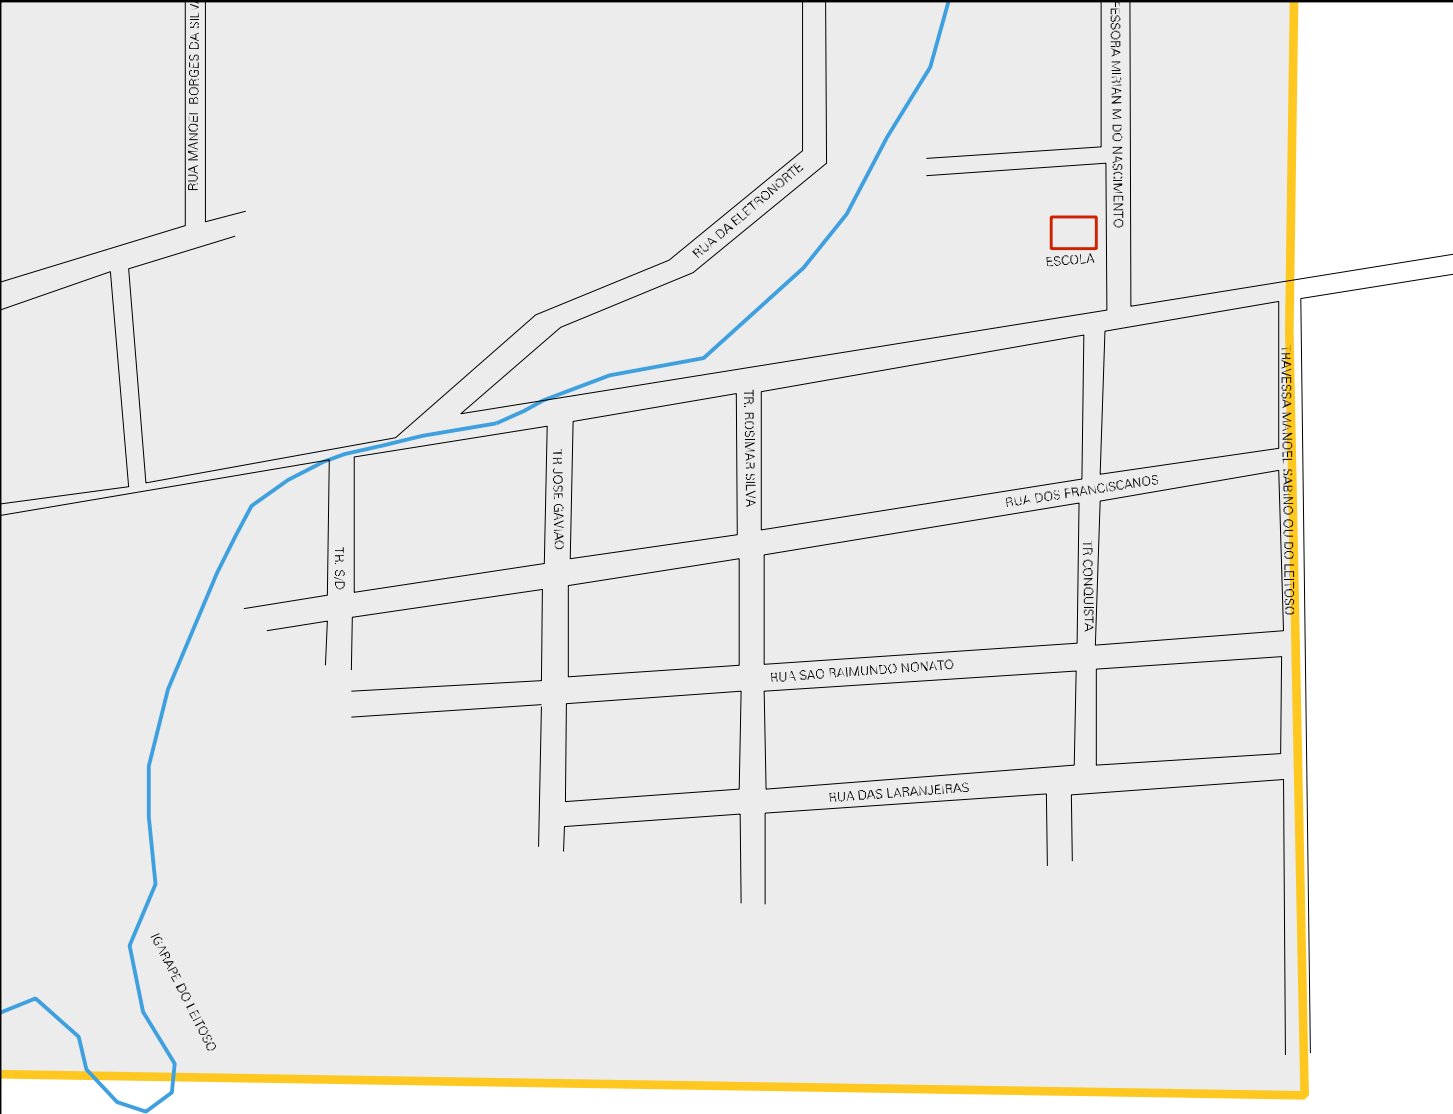 RUA MANOEL BORGES DA SILVA
ESSORA MIRIAN M DO NASCIMENTO
RUA DA ELETRONORTE
ESCOLA
TRAVESSA MANOEL SABINO OU DO LEITOSO
TR. ROSIMAR SILVA
TR JOSE GAVIAO
RUA DOS FRANCISCANOS
TR. S/D
TR CONQUISTA
RUA SAO RAIMUNDO NONATO
RUA DAS LARANJEIRAS
IGARAPE DO LEITOSO